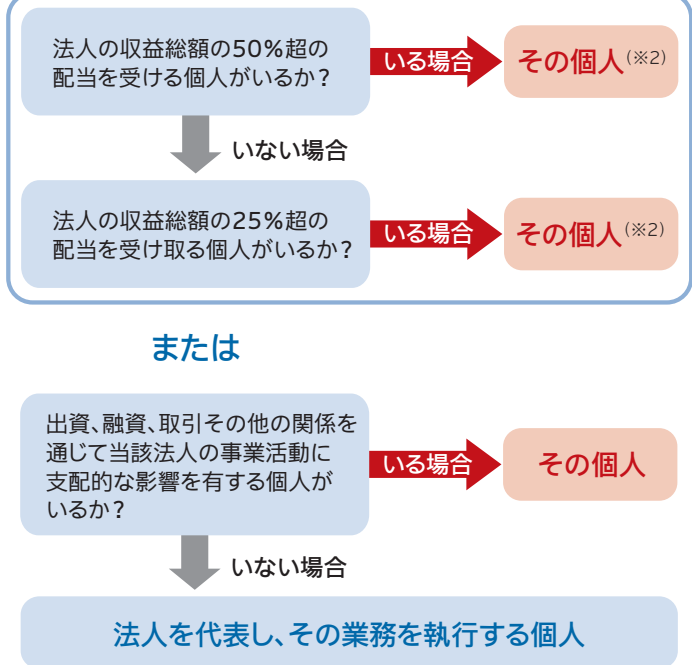 法人の収益総額の50%超の
配当を受ける個人がいるか？
いる場合
その個人(※2)
いない場合
法人の収益総額の25%超の
配当を受け取る個人がいるか？
いる場合
その個人(※2)
または
出資、融資、取引その他の関係を
通じて当該法人の事業活動に
支配的な影響を有する個人が
いるか？
いる場合
その個人
いない場合
法人を代表し、その業務を執行する個人